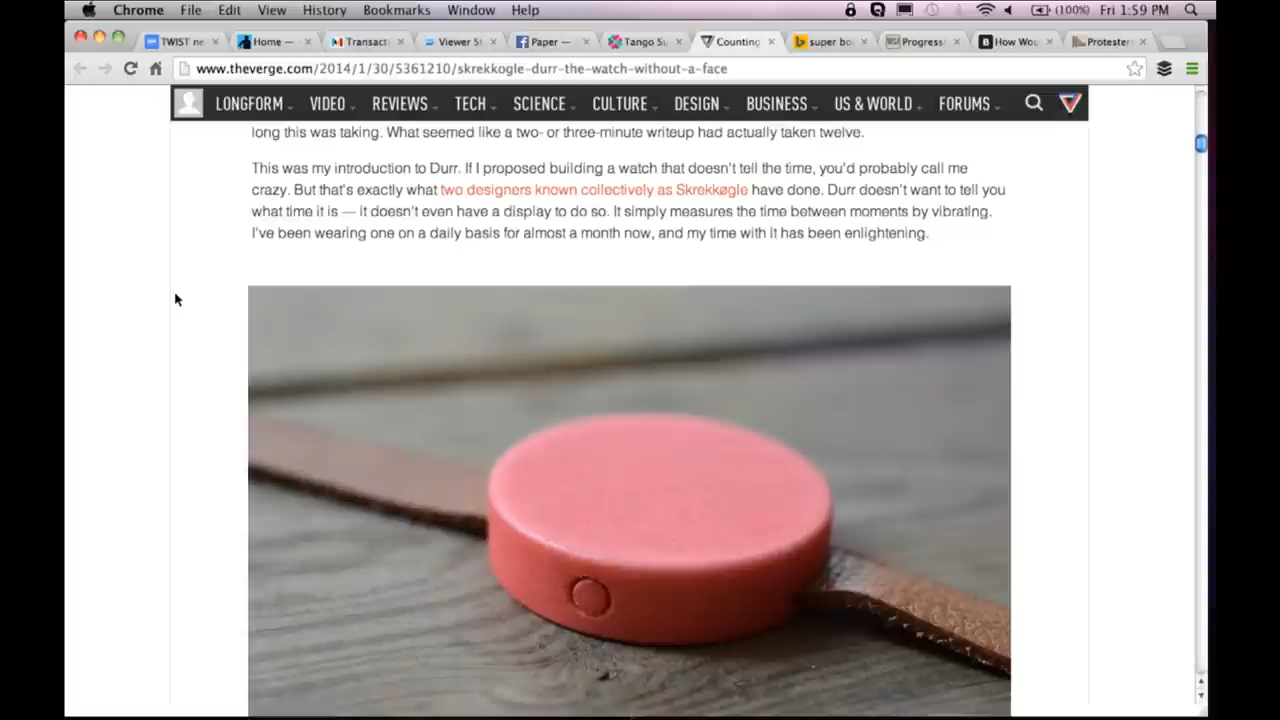 Chrome File Edit View History Bookmarks Window Help (100%) Fri 1:59 PM
TWIST ne Home — Transact Viewer St Paper — Tango Su Counting super bo Progress How Wou Protester
www.theverge.com/2014/1/30/5361210/skrekkogle-durr-the-watch-without-a-face
LONGFORM VIDEO REVIEWS TECH SCIENCE CULTURE DESIGN BUSINESS US & WORLD FORUMS
long this was taking. What seemed like a two- or three-minute writeup had actually taken twelve.
This was my introduction to Durr. If I proposed building a watch that doesn't tell the time, you'd probably call me
crazy. But that's exactly what two designers known collectively as Skrekkøgle have done. Durr doesn't want to tell you
what time it is — it doesn't even have a display to do so. It simply measures the time between moments by vibrating.
I've been wearing one on a daily basis for almost a month now, and my time with it has been enlightening.